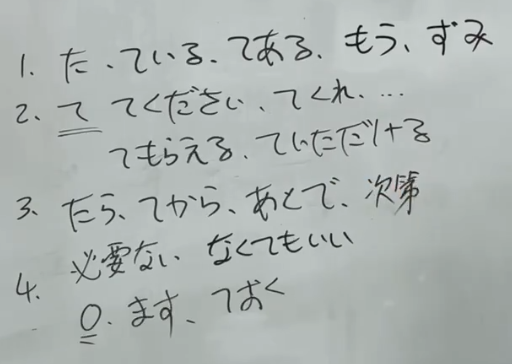 1. た、ている、てある、もう、ずみ
2. て てください、てくれ、…
てもらえる、ていただける
3. たら、てから、あとで、次第
必要ない なくてもいい
4. 0、ます、ておく